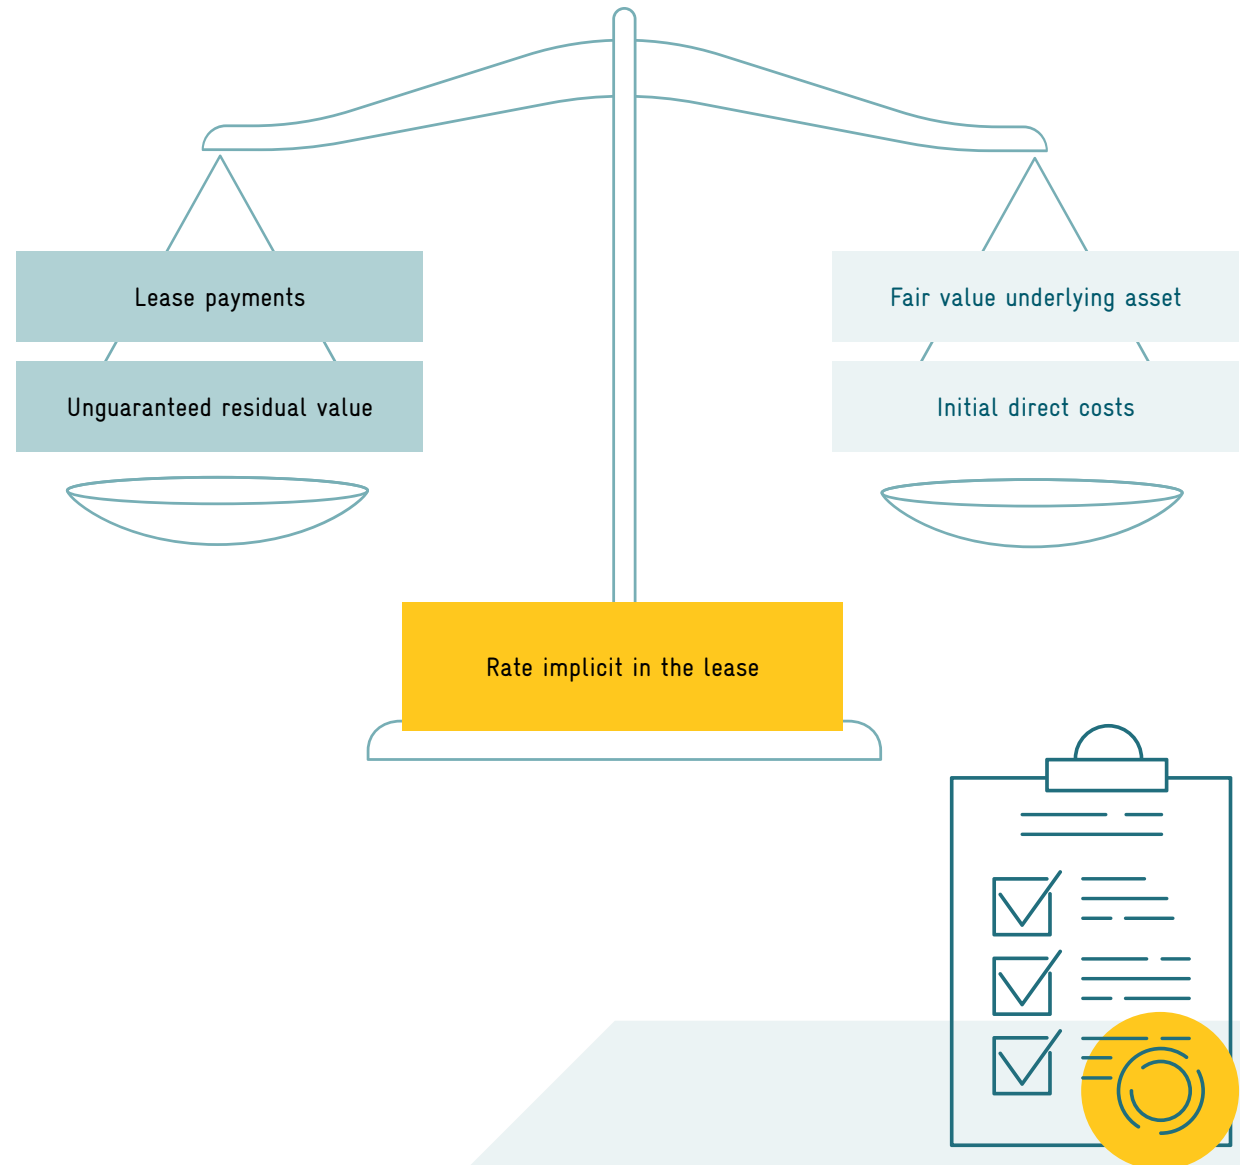 Lease payments
Unguaranteed residual value
Fair value underlying asset
Initial direct costs
Rate implicit in the lease